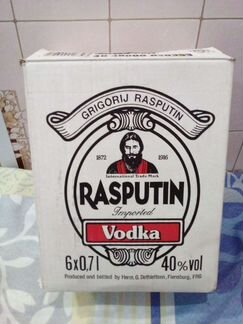 GRIGORIJ RASPUTIN
1872 1916
International Trade Mark
RASPUTIN
Imported
Vodka
6x0,7l 40%vol
Produced and bottled by Herm. G. Dethleffsen, Flensburg, FRG